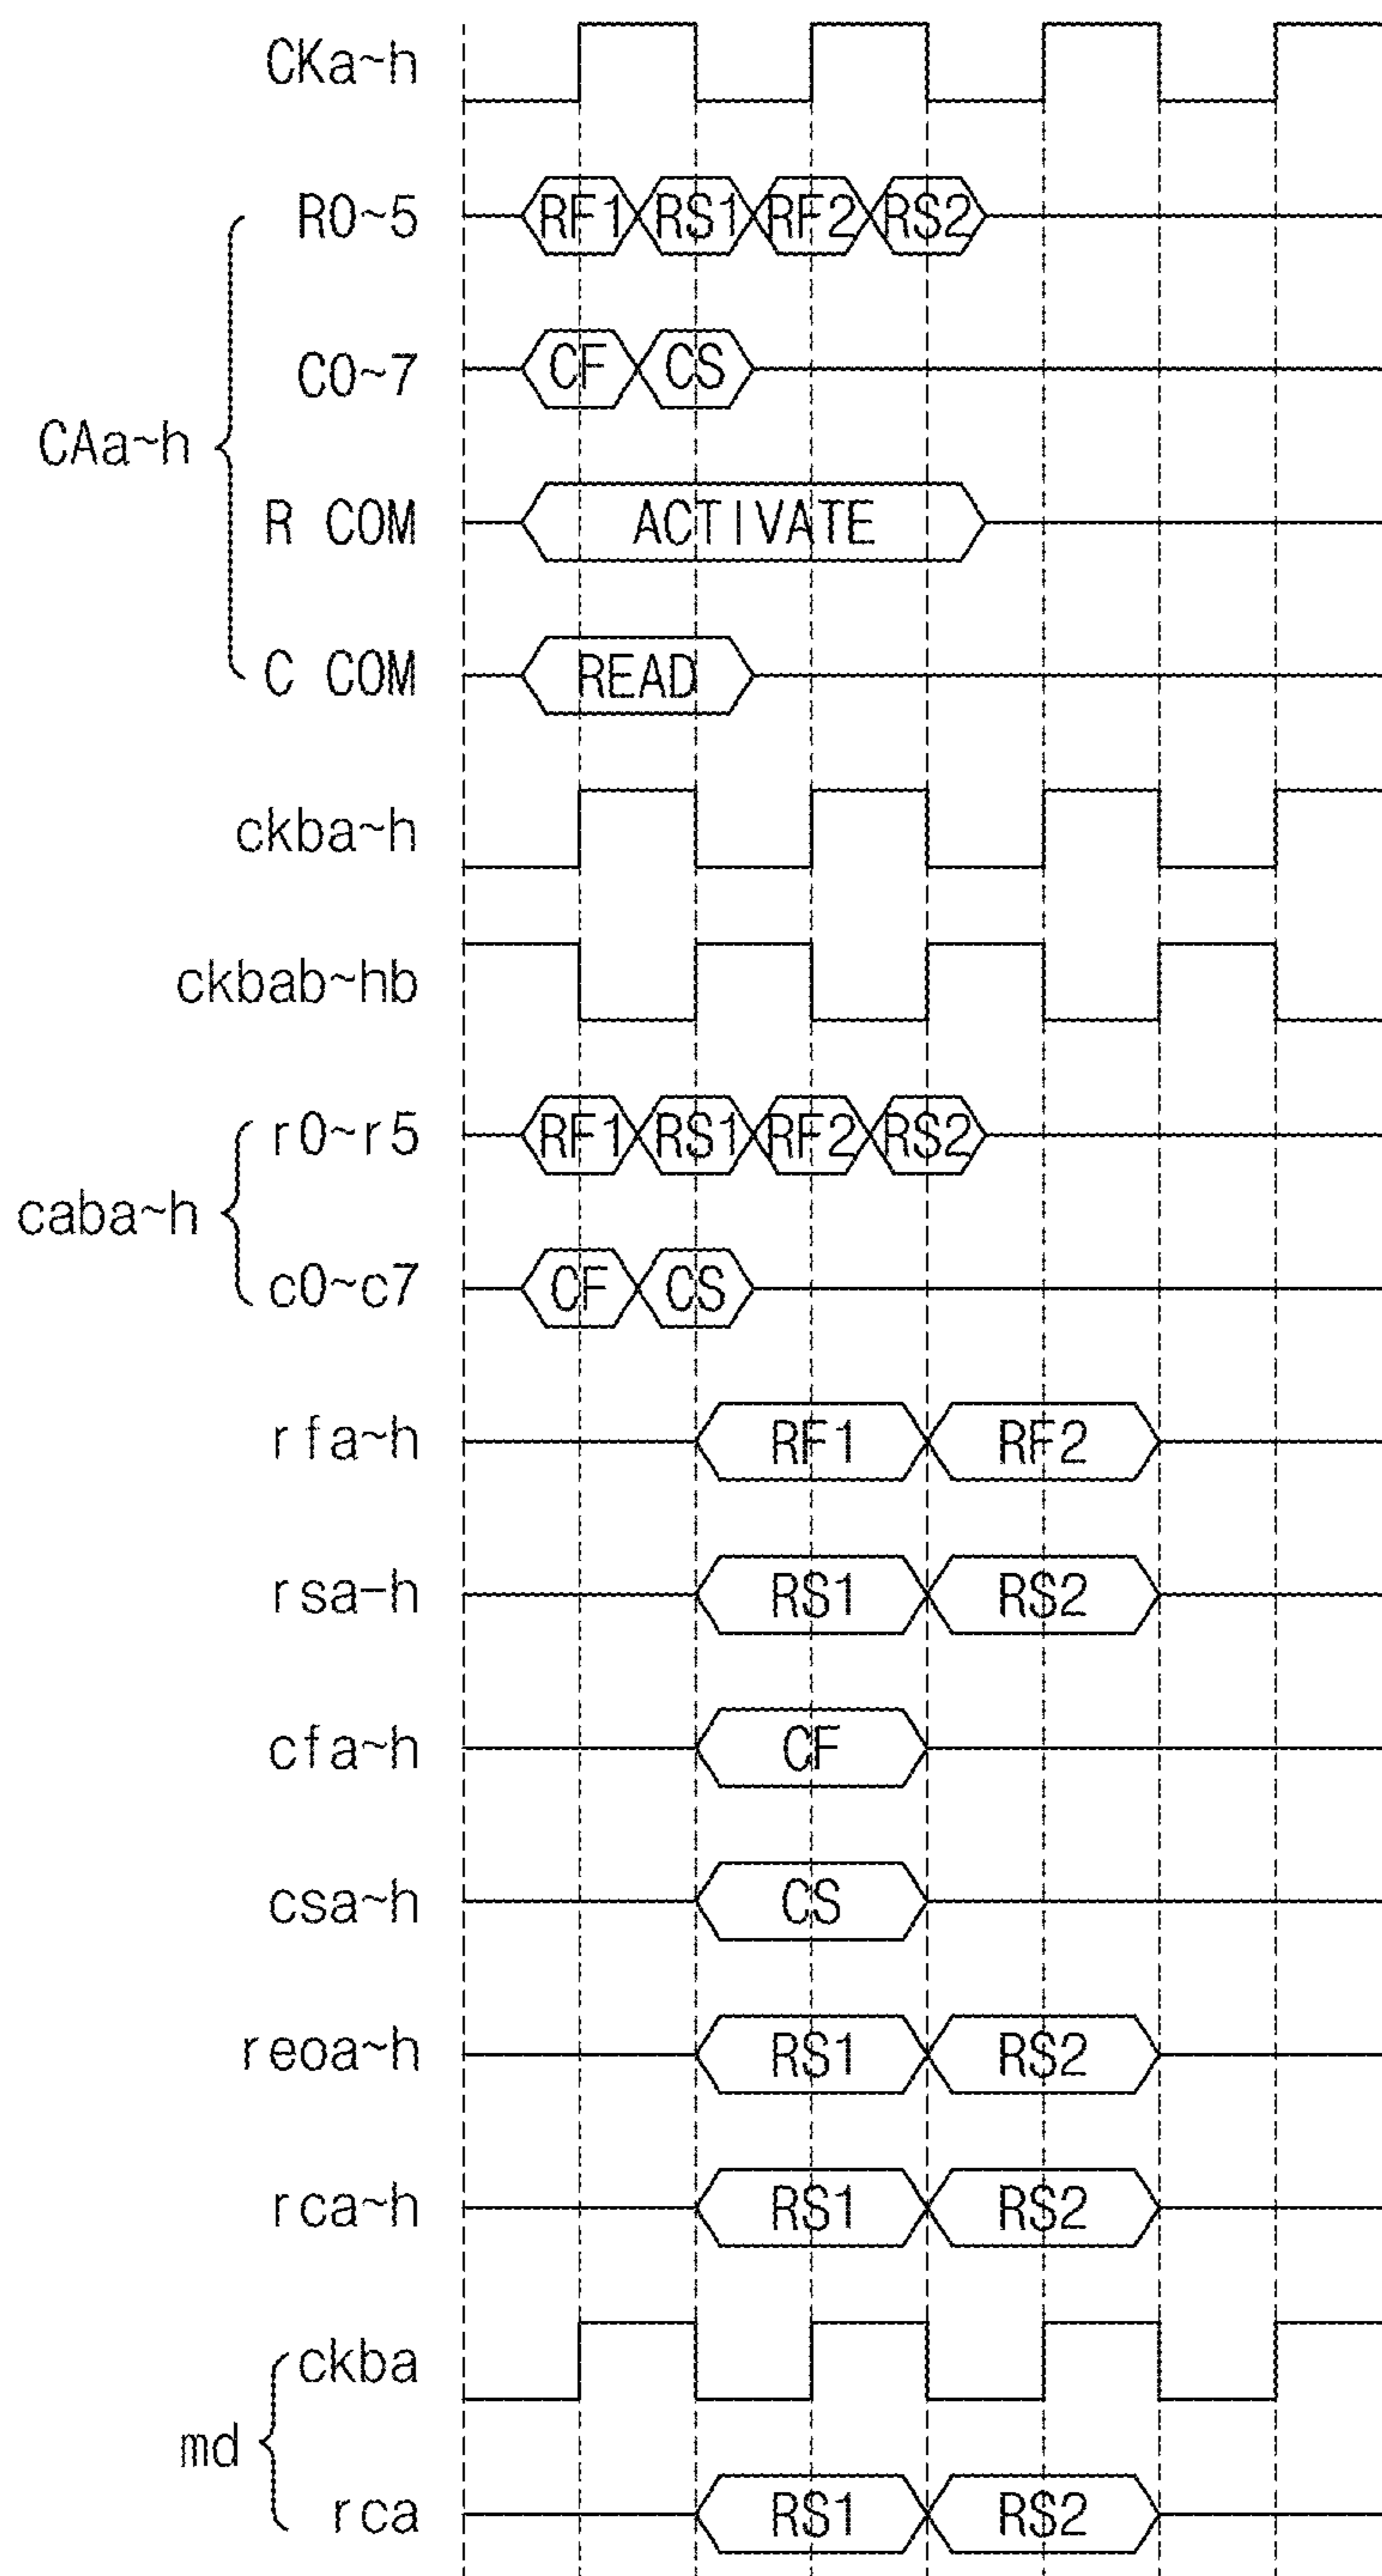 CKa~h
R0~5 RF1 RS1 RF2 RS2
C0~7 CF CS
CAa~h
R COM ACTIVATE
C COM READ
ckba~h
ckbab~hb
r0~r5 RF1 RS1 RF2 RS2
caba~h
c0~c7 CF CS
rfa~h RF1 RF2
rsa-h RS1 RS2
cfa~h CF
csa~h CS
reoa~h RS1 RS2
rca~h RS1 RS2
ckba
md
rca RS1 RS2